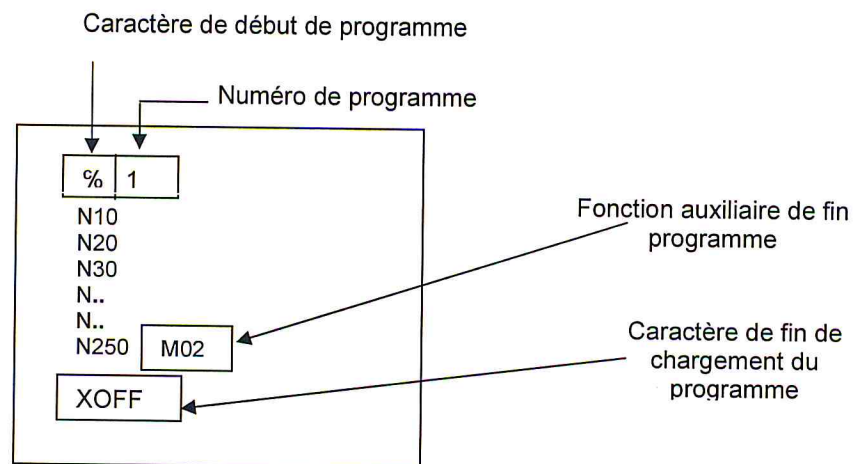 Caractère de début de programme
Numéro de programme
% 1
N10
N20
N30
N..
N..
N250 M02
XOFF
Fonction auxiliaire de fin
programme
Caractère de fin de
chargement du
programme